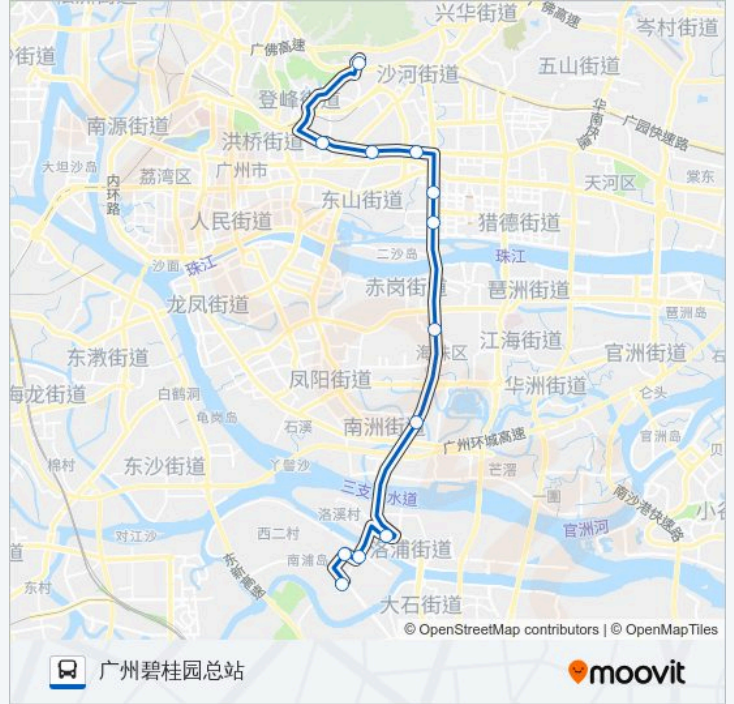 兴华街道
广佛高速
岑村街道
广佛高速
沙河街道
五山街道
登峰街道
华南快
南源街道
广园快速路
洪桥街道
大坦沙岛
广州市
荔湾区
内环路
天河区
棠东
东山街道
人民街道
猎德街道
二沙岛
沙面
珠江
珠江
赤岗街道
琶洲街道
龙凤街道
琶洲岛
江海街道
东漖街道
海珠区
官洲街道
凤阳街道
华洲街道
海龙街道
白鹤洞
仑头
龟岗岛
石溪
南洲街道
广州环城高速
官洲岛
棉村
东沙街道
丫髻沙
芒滘
三支香水道
一围
南沙港快速路
洛溪村
对江沙
西二村
官洲河
洛浦街道
南浦岛
东新高速
东村
大石街道
© OpenStreetMap contributors | © OpenMapTiles
广州碧桂园总站
moovit